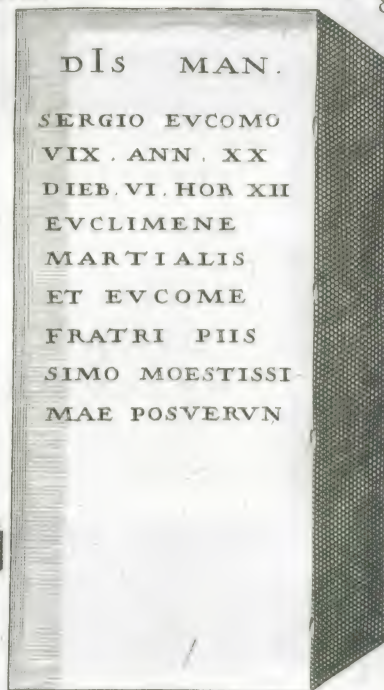 DIS MAN.
SERGIO EVCOMO
VIX . ANN . XX
DIEB . VI . HOR XII
EVCLIMENE
MARTIALIS
ET EVCOME
FRATRI PIIS
SIMO MOESTISSI
MAE POSVERVN